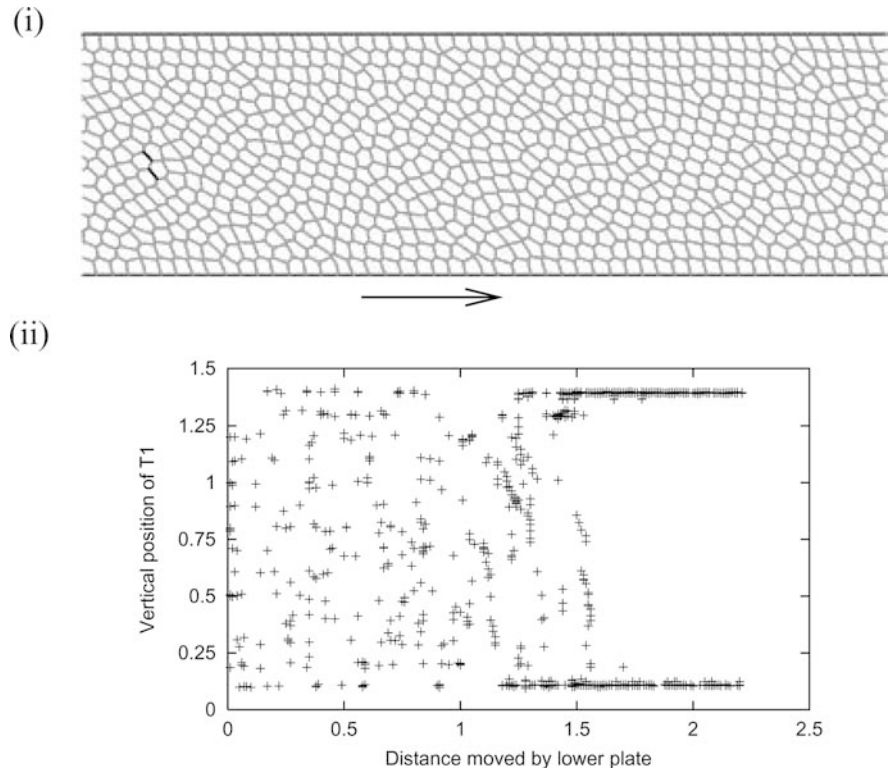 (i)
(ii)
1.5
1.25
1
0.75
0.5
0.25
0
Vertical position of T1
0 0.5 1 1.5 2 2.5
Distance moved by lower plate